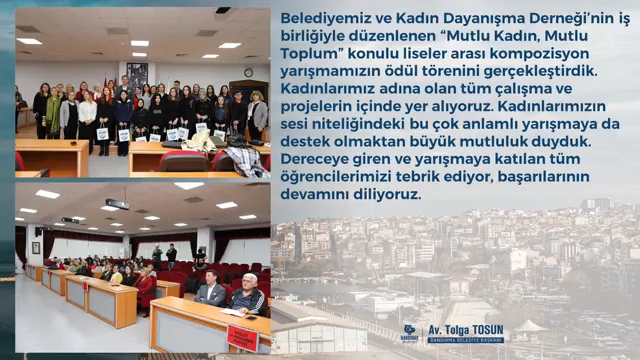 Belediyemiz ve Kadın Dayanışma Derneği'nin iş
birliğiyle düzenlenen “Mutlu Kadın, Mutlu
Toplum” konulu liseler arası kompozisyon
yarışmamızın ödül törenini gerçekleştirdik.
Kadınlarımız adına olan tüm çalışma ve
projelerin içinde yer alıyoruz. Kadınlarımızın
sesi niteliğindeki bu çok anlamlı yarışmaya da
destek olmaktan büyük mutluluk duyduk.
Dereceye giren ve yarışmaya katılan tüm
öğrencilerimizi tebrik ediyor, başarılarının
devamını diliyoruz.
Av. Tolga TOSUN
BANDIRMA BELEDİYE BAŞKANI